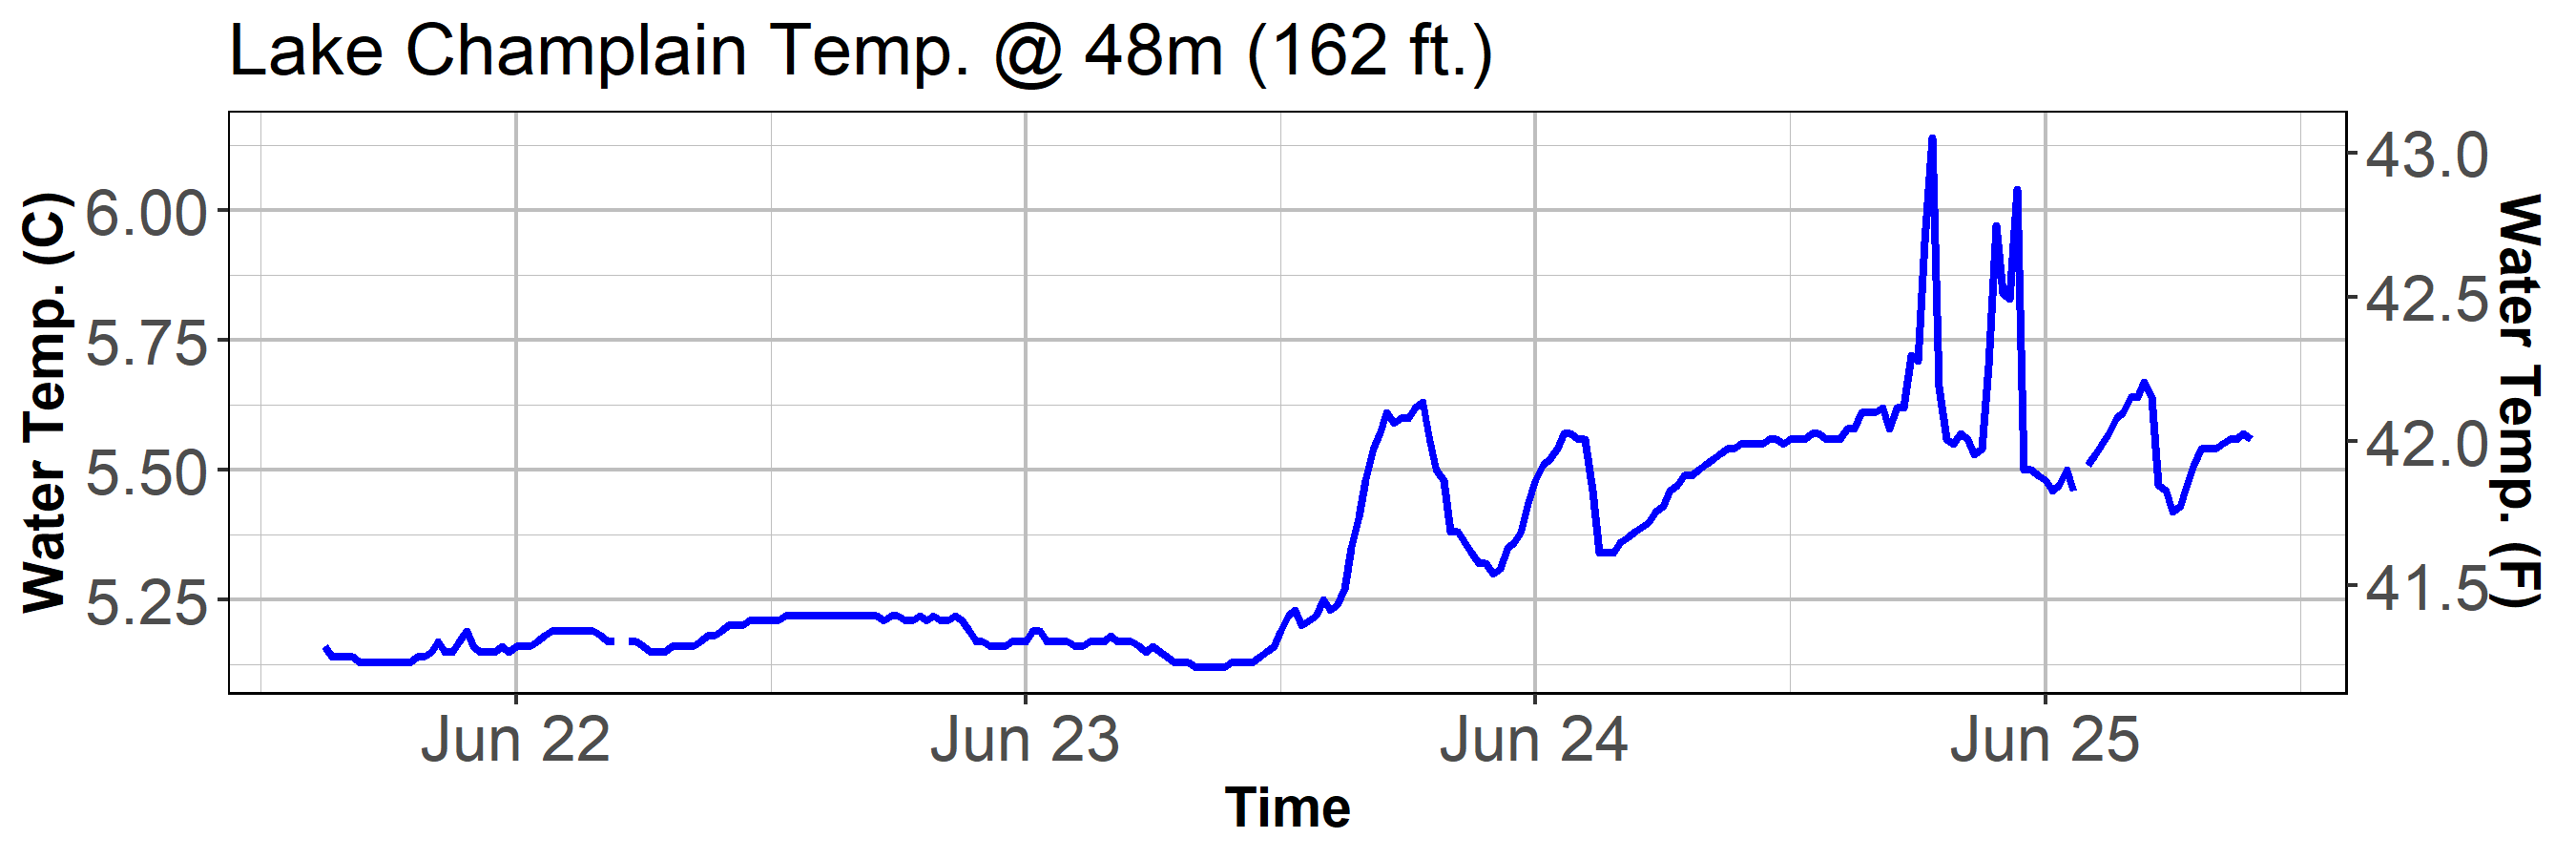 Lake Champlain Temp. @ 48m (162 ft.)
Water Temp. (C)
6.00
5.75
5.50
5.25
43.0
42.5
42.0
41.5
Water Temp. (F)
Jun 22
Jun 23
Jun 24
Jun 25
Time